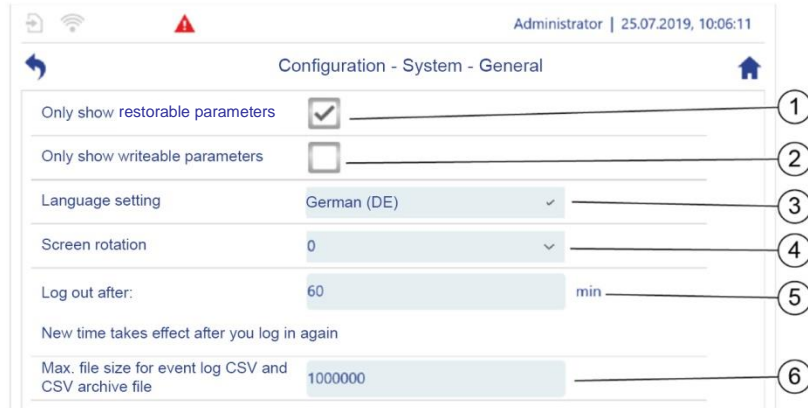 Administrator | 25.07.2019, 10:06:11
Configuration - System - General
Only show restorable parameters
1
Only show writeable parameters
2
Language setting
German (DE)
3
Screen rotation
0
4
Log out after:
60
min
5
New time takes effect after you log in again
Max. file size for event log CSV and
CSV archive file
1000000
6